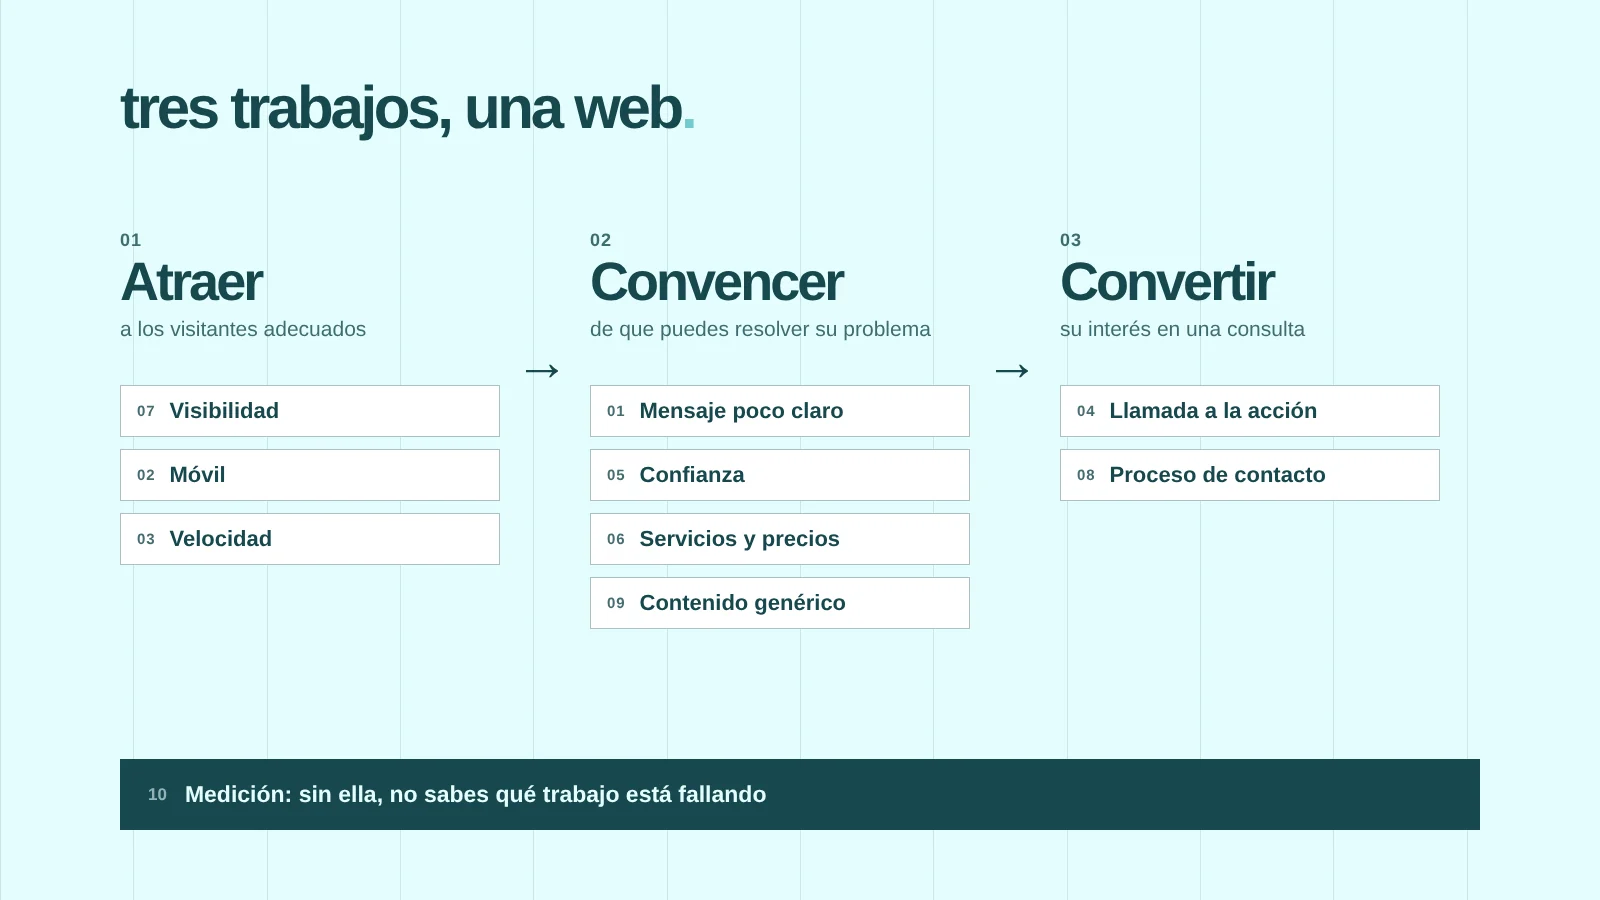 tres trabajos, una web.
01
Atraer
a los visitantes adecuados
07 Visibilidad
02 Móvil
03 Velocidad
→
02
Convencer
de que puedes resolver su problema
01 Mensaje poco claro
05 Confianza
06 Servicios y precios
09 Contenido genérico
→
03
Convertir
su interés en una consulta
04 Llamada a la acción
08 Proceso de contacto
10 Medición: sin ella, no sabes qué trabajo está fallando